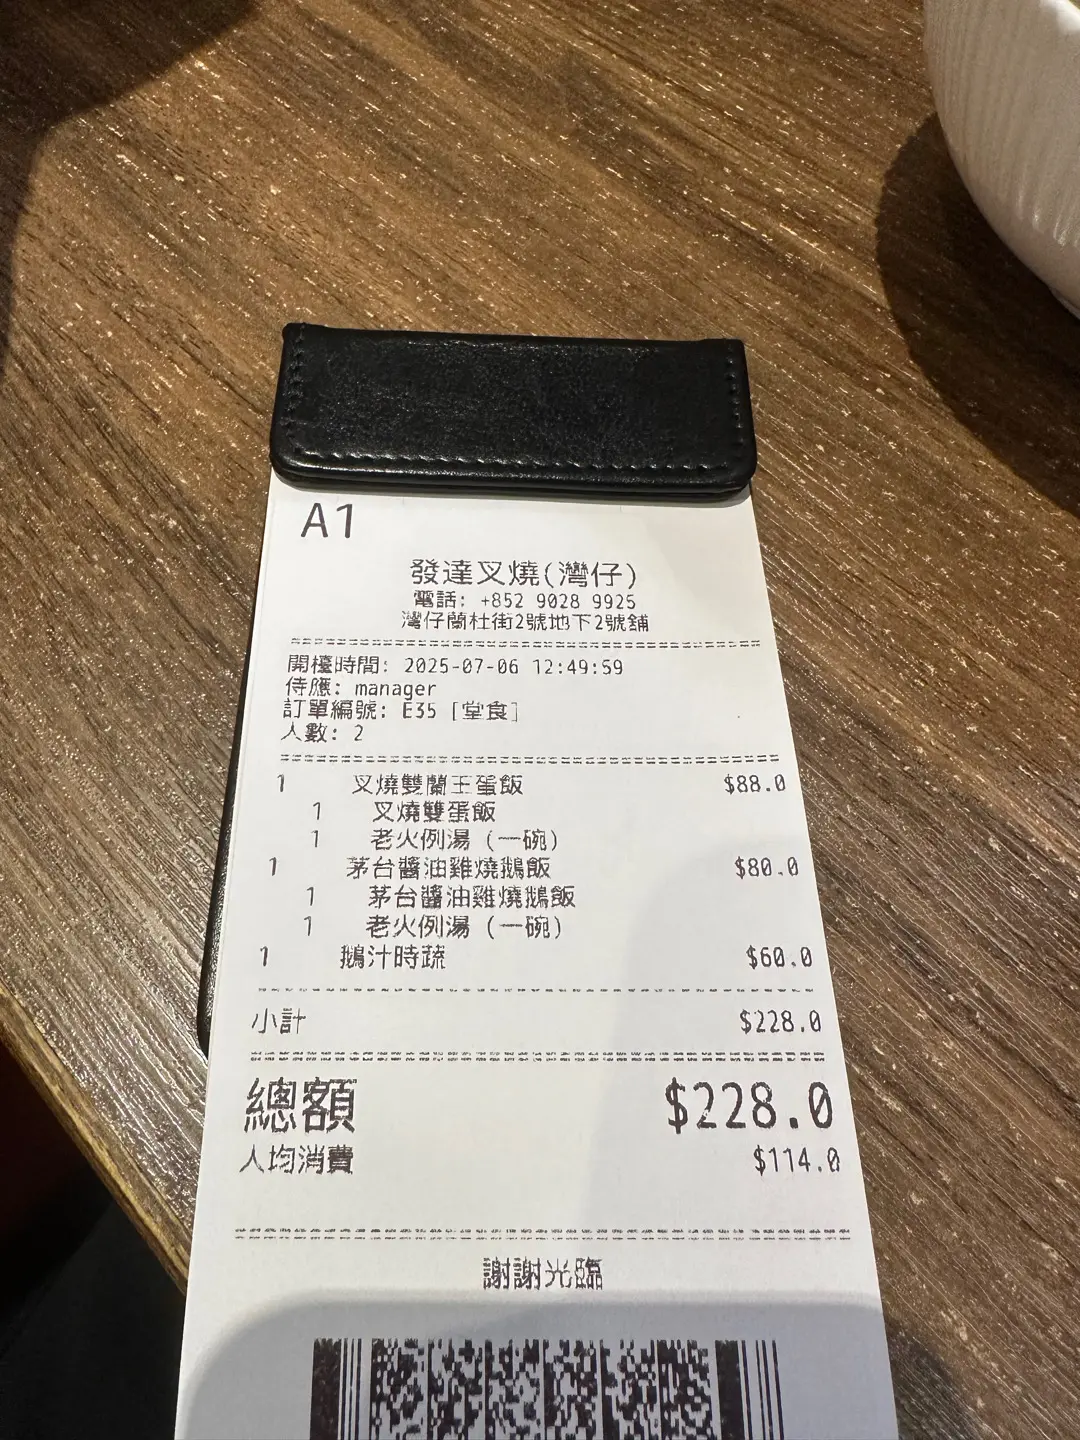 A1
發達叉燒(灣仔)
電話: +852 9028 9925
灣仔蘭杜街2號地下2號舖
開檯時間: 2025-07-06 12:49:59
侍應: manager
訂單編號: E35 [堂食]
人數: 2
1 叉燒雙蘭王蛋飯 $88.0
1 叉燒雙蛋飯
1 老火例湯 (一碗)
1 茅台醬油雞燒鵝飯 $80.0
1 茅台醬油雞燒鵝飯
1 老火例湯 (一碗)
1 鵝汁時蔬 $60.0
小計 $228.0
總額 $228.0
人均消費 $114.0
謝謝光臨